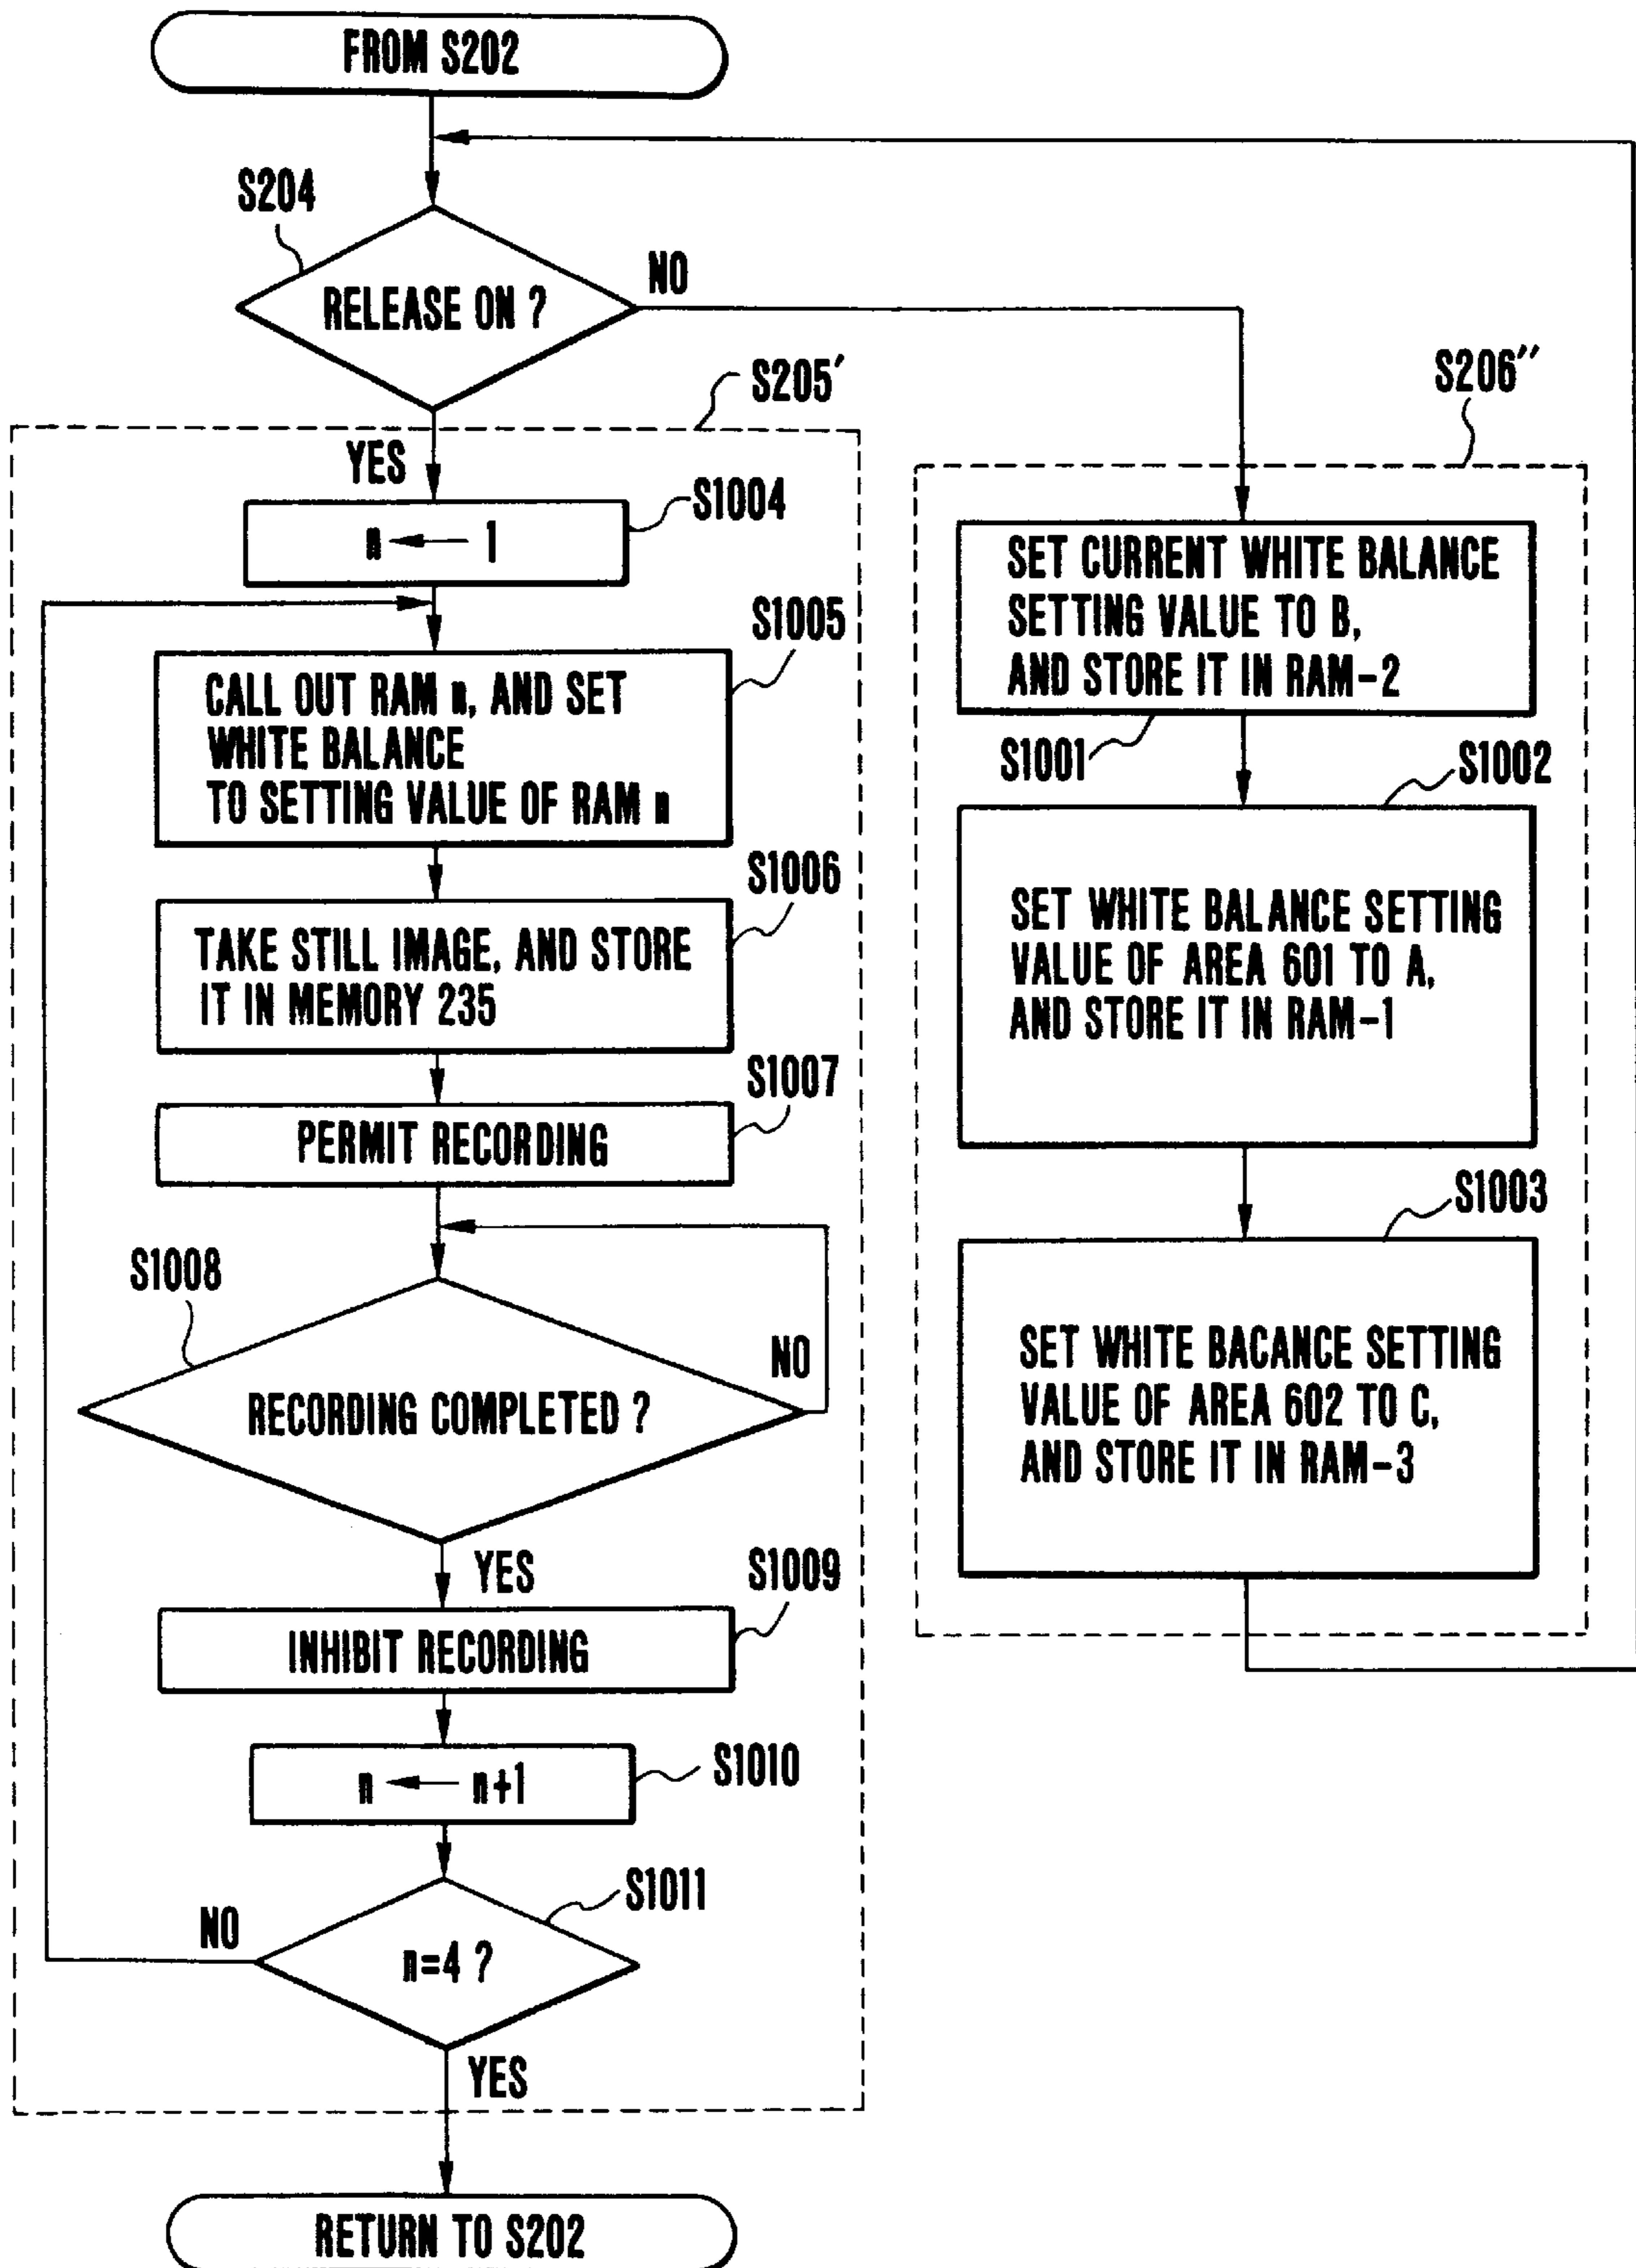 FROM S202
S204
RELEASE ON ?
NO
S205′
S206′′
YES
S1004
n ← 1
S1005
CALL OUT RAM n, AND SET
WHITE BALANCE
TO SETTING VALUE OF RAM n
S1006
TAKE STILL IMAGE, AND STORE
IT IN MEMORY 235
S1007
PERMIT RECORDING
S1008
NO
RECORDING COMPLETED ?
YES
S1009
INHIBIT RECORDING
n ← n+1
S1010
S1011
NO
n=4 ?
YES
RETURN TO S202
SET CURRENT WHITE BALANCE
SETTING VALUE TO B,
AND STORE IT IN RAM-2
S1001
S1002
SET WHITE BALANCE SETTING
VALUE OF AREA 601 TO A,
AND STORE IT IN RAM-1
S1003
SET WHITE BACANCE SETTING
VALUE OF AREA 602 TO C,
AND STORE IT IN RAM-3